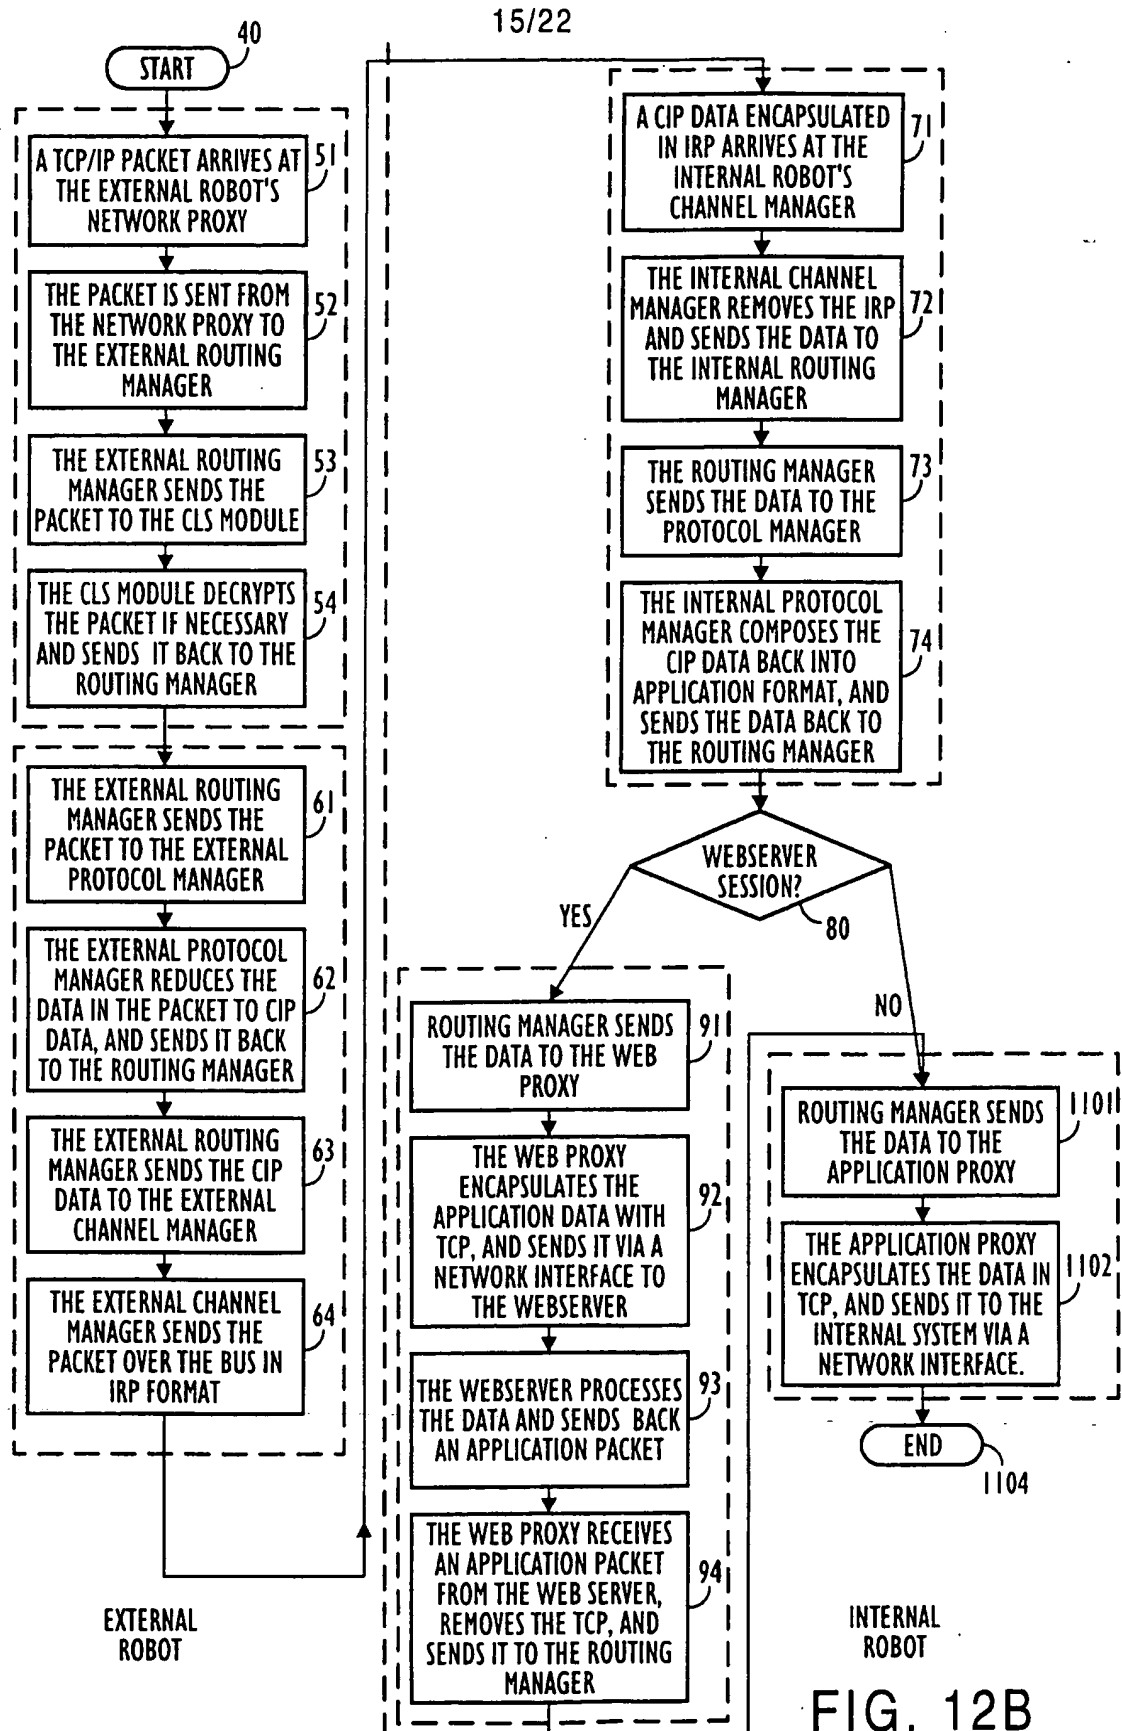 15/22
START
40
A TCP/IP PACKET ARRIVES AT
THE EXTERNAL ROBOT'S
NETWORK PROXY
51
THE PACKET IS SENT FROM
THE NETWORK PROXY TO
THE EXTERNAL ROUTING
MANAGER
52
THE EXTERNAL ROUTING
MANAGER SENDS THE
PACKET TO THE CLS MODULE
53
THE CLS MODULE DECRYPTS
THE PACKET IF NECESSARY
AND SENDS IT BACK TO THE
ROUTING MANAGER
54
THE EXTERNAL ROUTING
MANAGER SENDS THE
PACKET TO THE EXTERNAL
PROTOCOL MANAGER
61
THE EXTERNAL PROTOCOL
MANAGER REDUCES THE
DATA IN THE PACKET TO CIP
DATA, AND SENDS IT BACK
TO THE ROUTING MANAGER
62
THE EXTERNAL ROUTING
MANAGER SENDS THE CIP
DATA TO THE EXTERNAL
CHANNEL MANAGER
63
THE EXTERNAL CHANNEL
MANAGER SENDS THE
PACKET OVER THE BUS IN
IRP FORMAT
64
EXTERNAL
ROBOT
A CIP DATA ENCAPSULATED
IN IRP ARRIVES AT THE
INTERNAL ROBOT'S
CHANNEL MANAGER
71
THE INTERNAL CHANNEL
MANAGER REMOVES THE IRP
AND SENDS THE DATA TO
THE INTERNAL ROUTING
MANAGER
72
THE ROUTING MANAGER
SENDS THE DATA TO THE
PROTOCOL MANAGER
73
THE INTERNAL PROTOCOL
MANAGER COMPOSES THE
CIP DATA BACK INTO
APPLICATION FORMAT, AND
SENDS THE DATA BACK TO
THE ROUTING MANAGER
74
WEBSERVER
SESSION?
80
YES
NO
ROUTING MANAGER SENDS
THE DATA TO THE WEB
PROXY
91
THE WEB PROXY
ENCAPSULATES THE
APPLICATION DATA WITH
TCP, AND SENDS IT VIA A
NETWORK INTERFACE TO
THE WEBSERVER
92
THE WEBSERVER PROCESSES
THE DATA AND SENDS BACK
AN APPLICATION PACKET
93
THE WEB PROXY RECEIVES
AN APPLICATION PACKET
FROM THE WEB SERVER,
REMOVES THE TCP, AND
SENDS IT TO THE ROUTING
MANAGER
94
ROUTING MANAGER SENDS
THE DATA TO THE
APPLICATION PROXY
1101
THE APPLICATION PROXY
ENCAPSULATES THE DATA IN
TCP, AND SENDS IT TO THE
INTERNAL SYSTEM VIA A
NETWORK INTERFACE.
1102
END
1104
INTERNAL
ROBOT
FIG. 12B